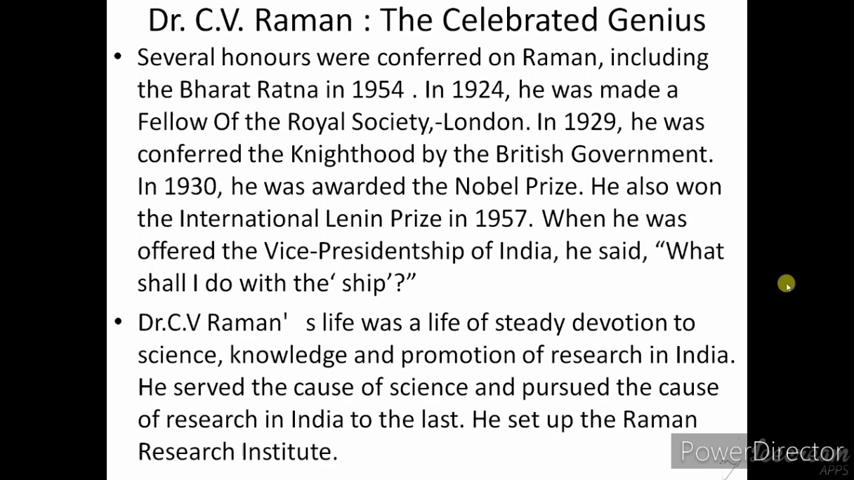 Dr. C.V. Raman : The Celebrated Genius
• Several honours were conferred on Raman, including
the Bharat Ratna in 1954 . In 1924, he was made a
Fellow Of the Royal Society,-London. In 1929, he was
conferred the Knighthood by the British Government.
In 1930, he was awarded the Nobel Prize. He also won
the International Lenin Prize in 1957. When he was
offered the Vice-Presidentship of India, he said, “What
shall I do with the‘ ship’?”
• Dr.C.V Raman' s life was a life of steady devotion to
science, knowledge and promotion of research in India.
He served the cause of science and pursued the cause
of research in India to the last. He set up the Raman
Research Institute.
PowerDirector
APPS